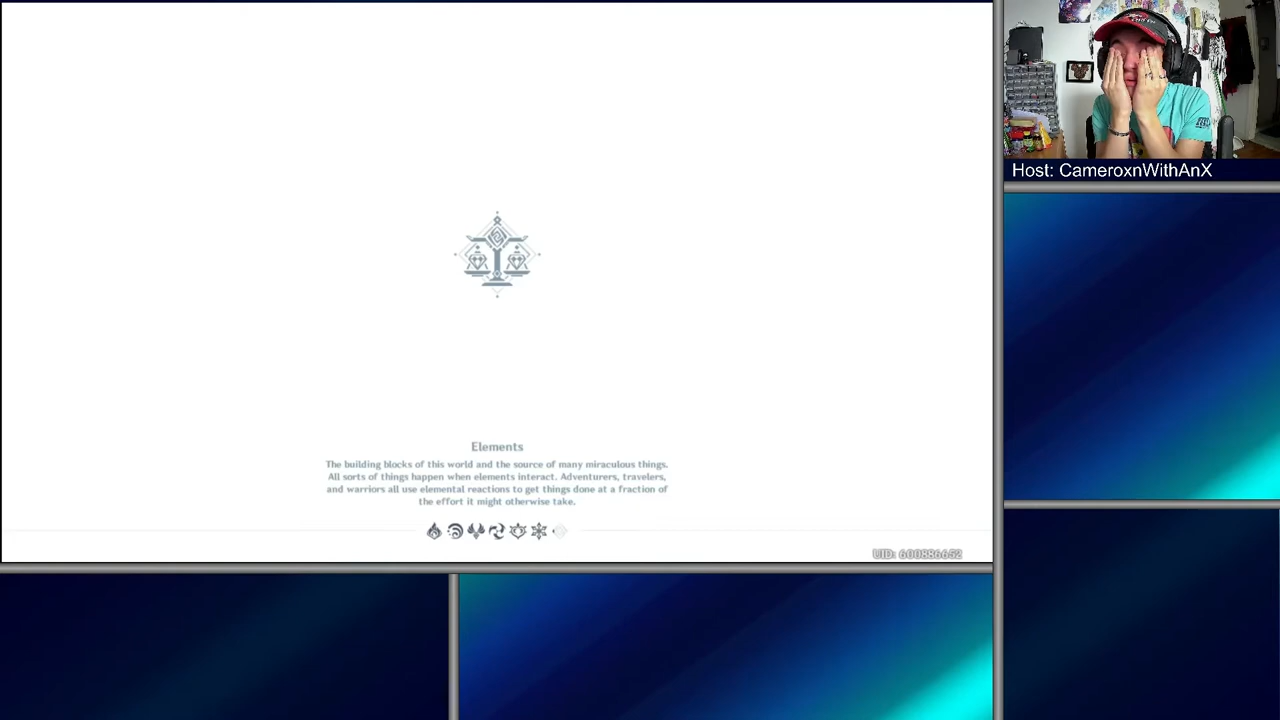 Host: CameroxnWithAnX
Elements
The building blocks of this world and the source of many miraculous things.
All sorts of things happen when elements interact. Adventurers, travelers,
and warriors all use elemental reactions to get things done at a fraction of
the effort it might otherwise take.
UID: 600886652